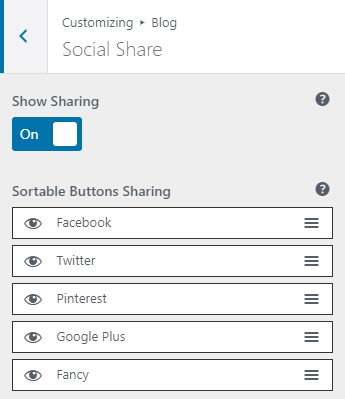 Customizing ▸ Blog
Social Share
Show Sharing
On
Sortable Buttons Sharing
Facebook
Twitter
Pinterest
Google Plus
Fancy